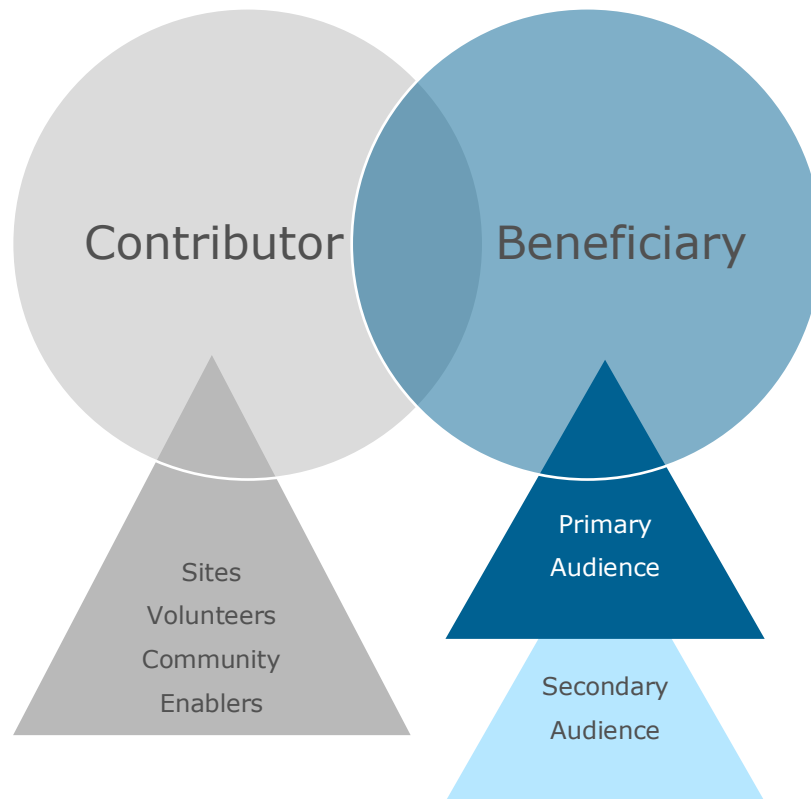 Contributor
Beneficiary
Sites
Volunteers
Community
Enablers
Primary
Audience
Secondary
Audience